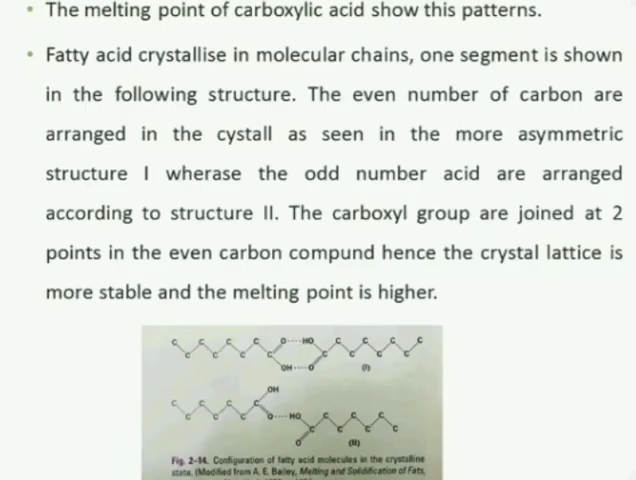 • The melting point of carboxylic acid show this patterns.
• Fatty acid crystallise in molecular chains, one segment is shown
in the following structure. The even number of carbon are
arranged in the cystall as seen in the more asymmetric
structure I wherase the odd number acid are arranged
according to structure II. The carboxyl group are joined at 2
points in the even carbon compund hence the crystal lattice is
more stable and the melting point is higher.
C C C C O HO C C C C
C C C C C C C
OH O (I)
OH
C C C C
C C C O HO C C C
C C C C
O (II)
Fig. 2–14. Configuration of fatty acid molecules in the crystalline
state. (Modified from A. E. Bailey, Melting and Solidification of Fats,